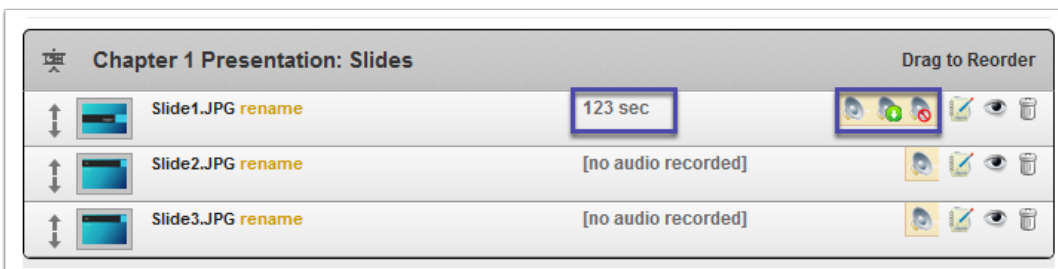 Chapter 1 Presentation: Slides Drag to Reorder
Slide1.JPG rename 123 sec
Slide2.JPG rename [no audio recorded]
Slide3.JPG rename [no audio recorded]